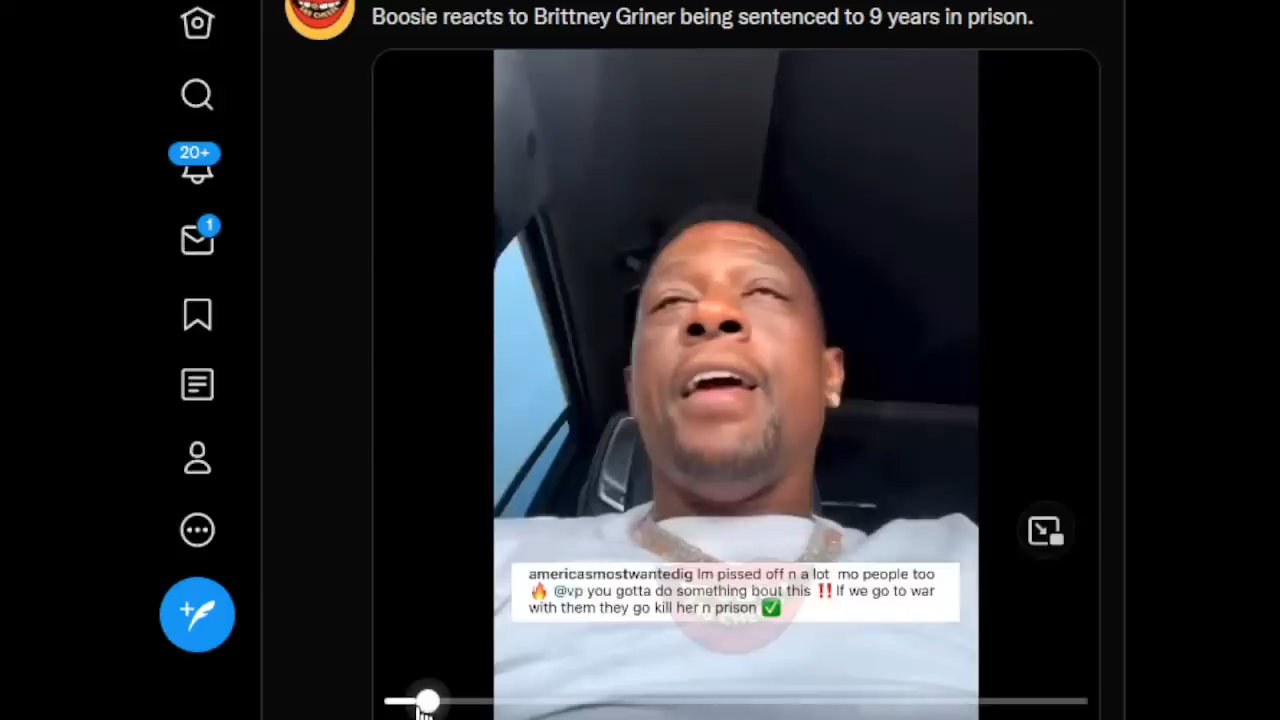 Boosie reacts to Brittney Griner being sentenced to 9 years in prison.
20+
1
americasmostwantedig Im pissed off n a lot mo people too
🔥 @vp you gotta do something bout this ‼️ If we go to war
with them they go kill her n prison ✅